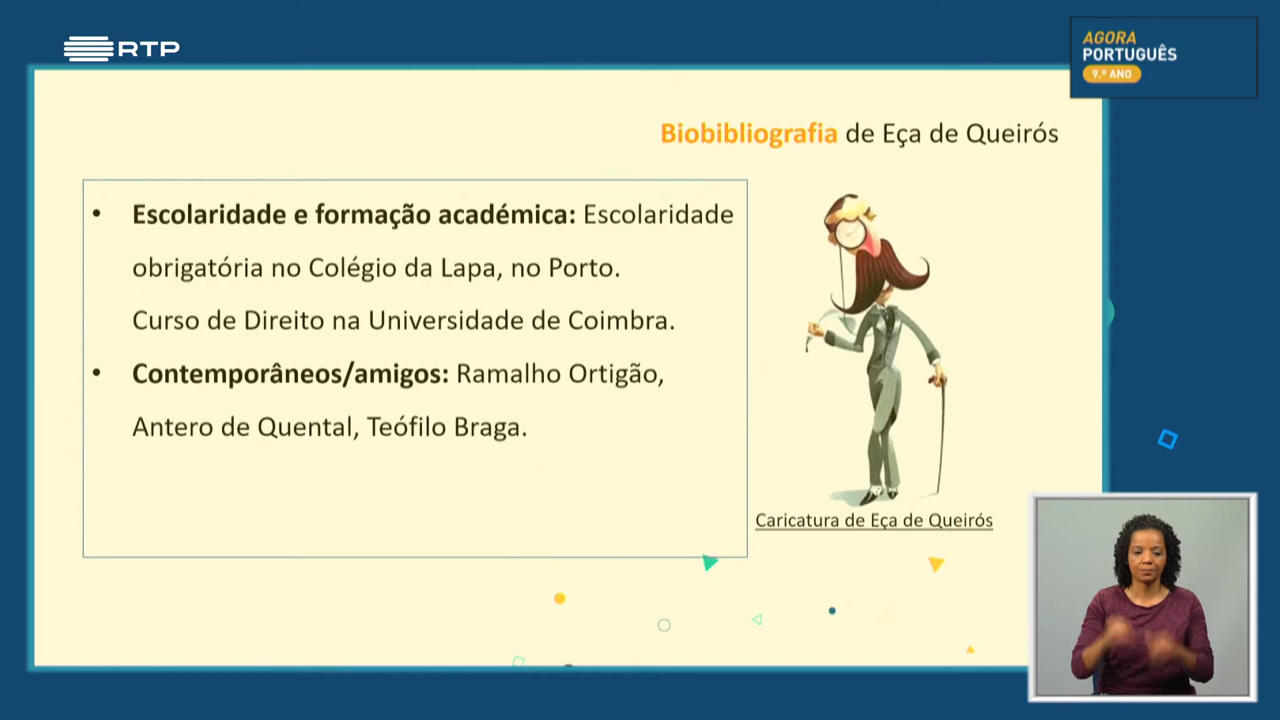 RTP
AGORA
PORTUGUÊS
9.º ANO
Biobibliografia de Eça de Queirós
• Escolaridade e formação académica: Escolaridade
obrigatória no Colégio da Lapa, no Porto.
Curso de Direito na Universidade de Coimbra.
• Contemporâneos/amigos: Ramalho Ortigão,
Antero de Quental, Teófilo Braga.
Caricatura de Eça de Queirós